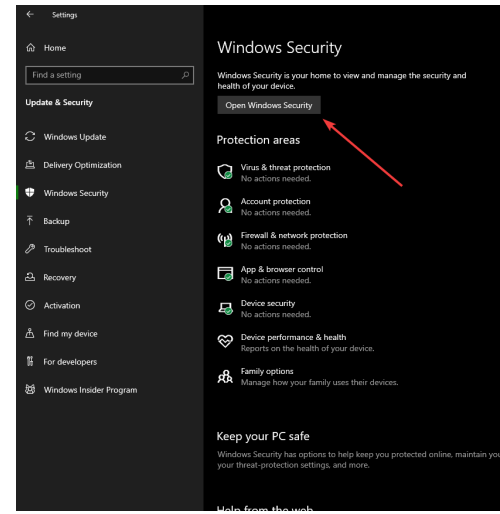 Settings
Home
Find a setting
Update & Security
Windows Update
Delivery Optimization
Windows Security
Backup
Troubleshoot
Recovery
Activation
Find my device
For developers
Windows Insider Program
Windows Security
Windows Security is your home to view and manage the security and
health of your device.
Open Windows Security
Protection areas
Virus & threat protection
No actions needed.
Account protection
No actions needed.
Firewall & network protection
No actions needed.
App & browser control
No actions needed.
Device security
No actions needed.
Device performance & health
Reports on the health of your device.
Family options
Manage how your family uses their devices.
Keep your PC safe
Windows Security has options to help keep you protected online, maintain
your threat-protection settings, and more.
Help from the web